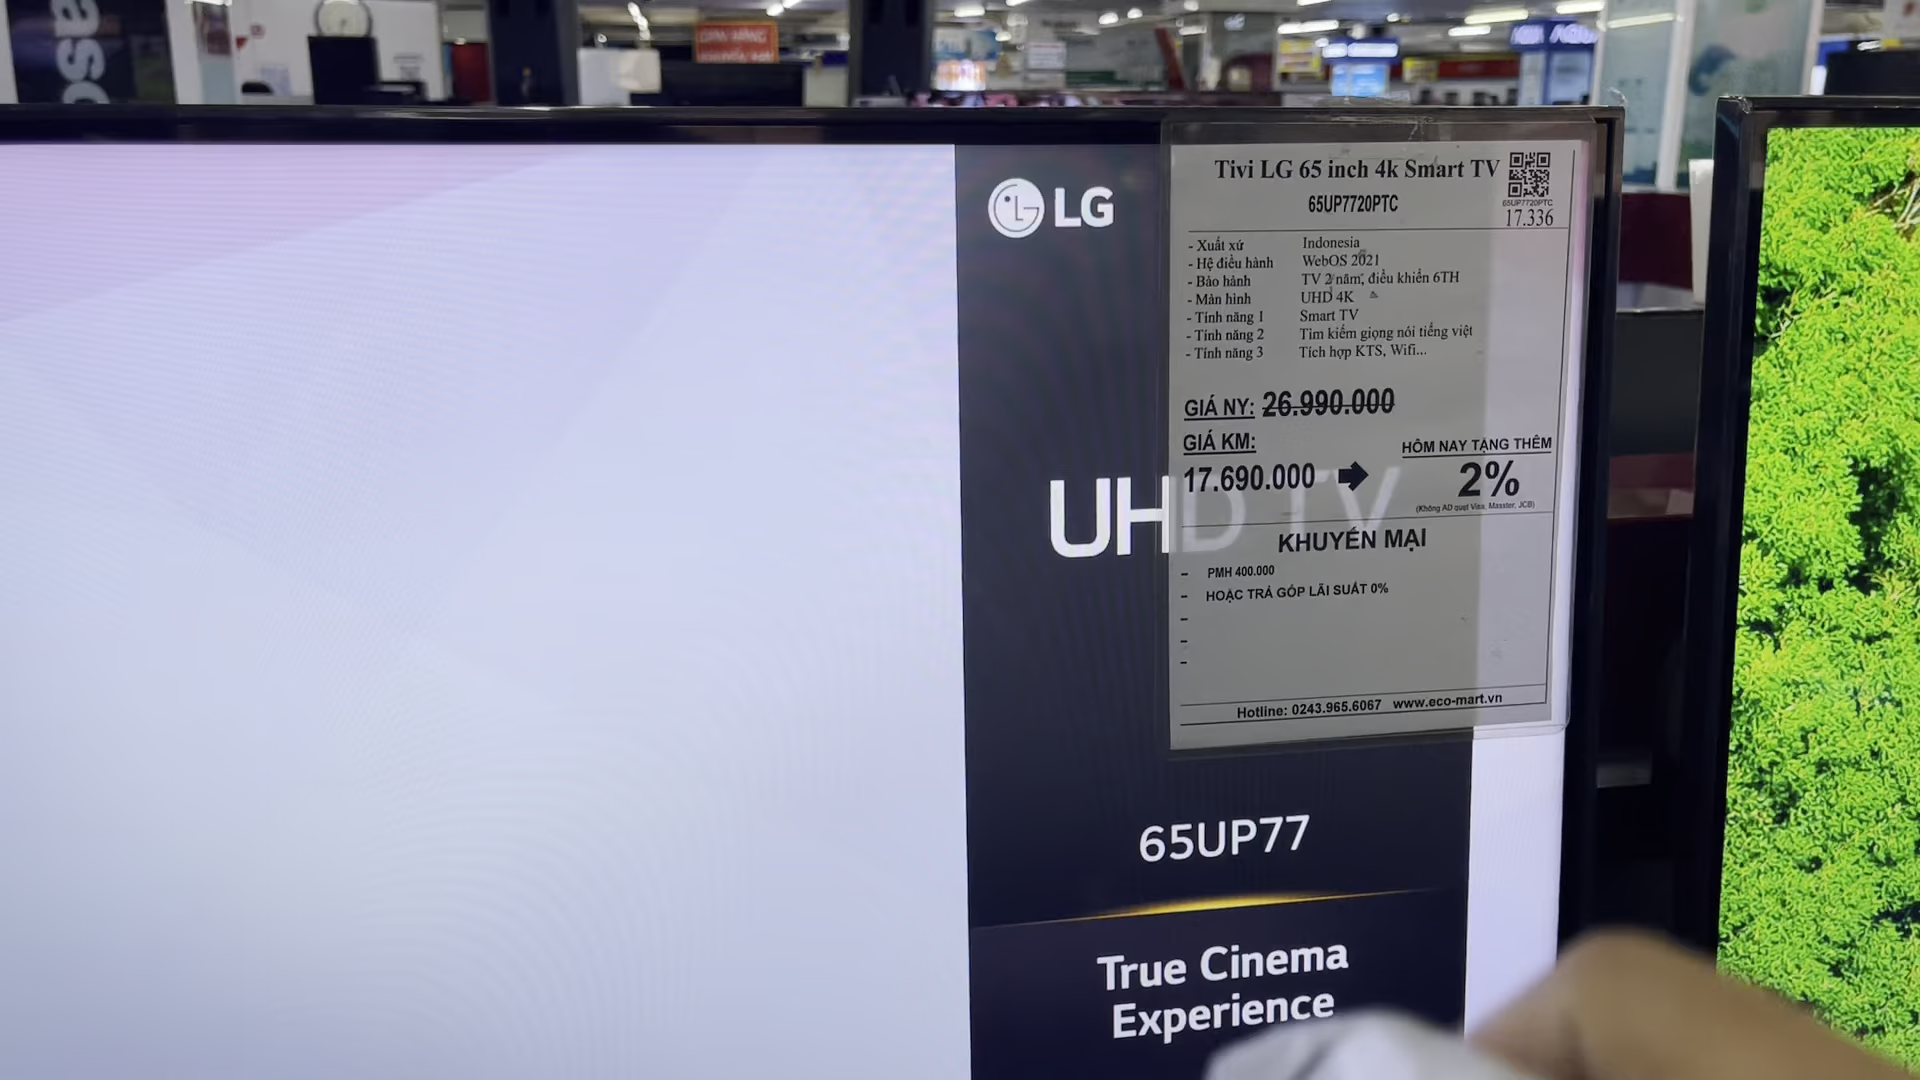 LG
Tivi LG 65 inch 4k Smart TV
65UP7720PTC
65UP7720PTC
17.336
- Xuất xứ Indonesia
- Hệ điều hành WebOS 2021
- Bảo hành TV 2 năm, điều khiển 6TH
- Màn hình UHD 4K
- Tính năng 1 Smart TV
- Tính năng 2 Tìm kiếm giọng nói tiếng việt
- Tính năng 3 Tích hợp KTS, Wifi...
GIÁ NY: 26.990.000
GIÁ KM:
17.690.000
HÔM NAY TẶNG THÊM
2%
(Không AD quẹt Visa, Masster, JCB)
KHUYẾN MẠI
- PMH 400.000
- HOẶC TRẢ GÓP LÃI SUẤT 0%
-
-
-
Hotline: 0243.965.6067 www.eco-mart.vn
UHD TV
65UP77
True Cinema
Experience